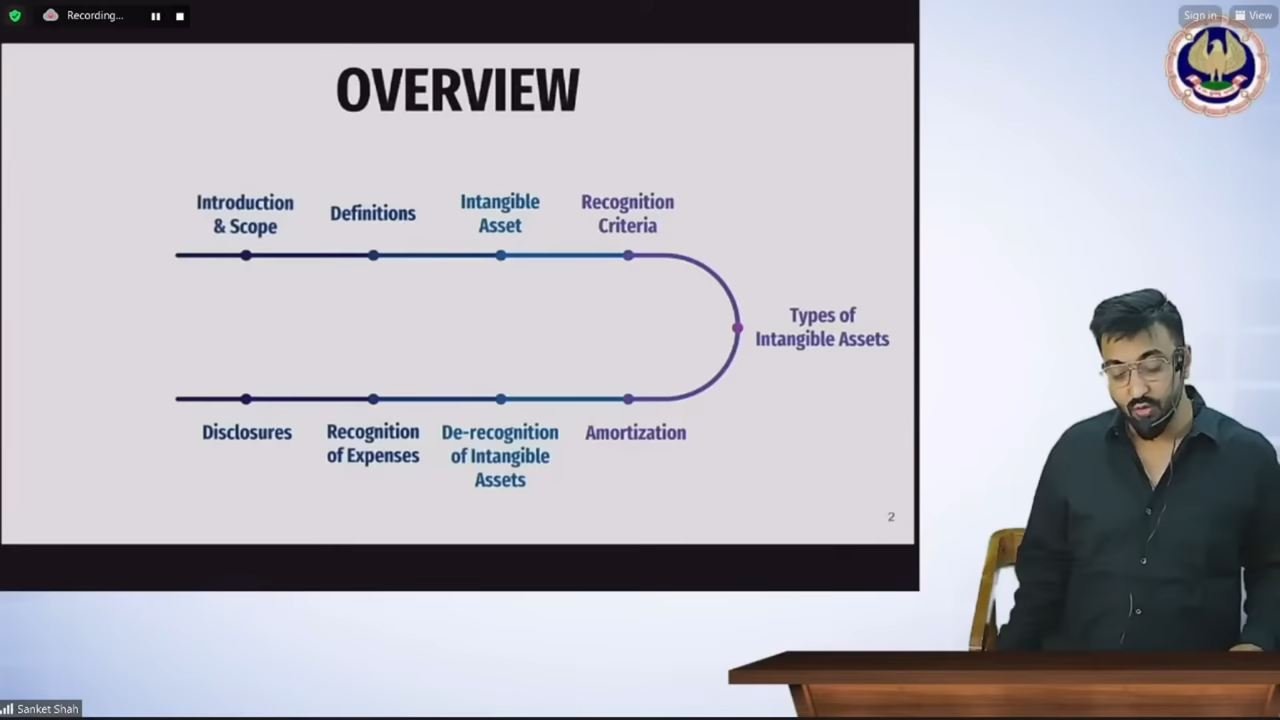 Recording...
Sign in
View
OVERVIEW
Introduction
& Scope
Definitions
Intangible
Asset
Recognition
Criteria
Types of
Intangible Assets
Disclosures
Recognition
of Expenses
De-recognition
of Intangible
Assets
Amortization
2
Sanket Shah